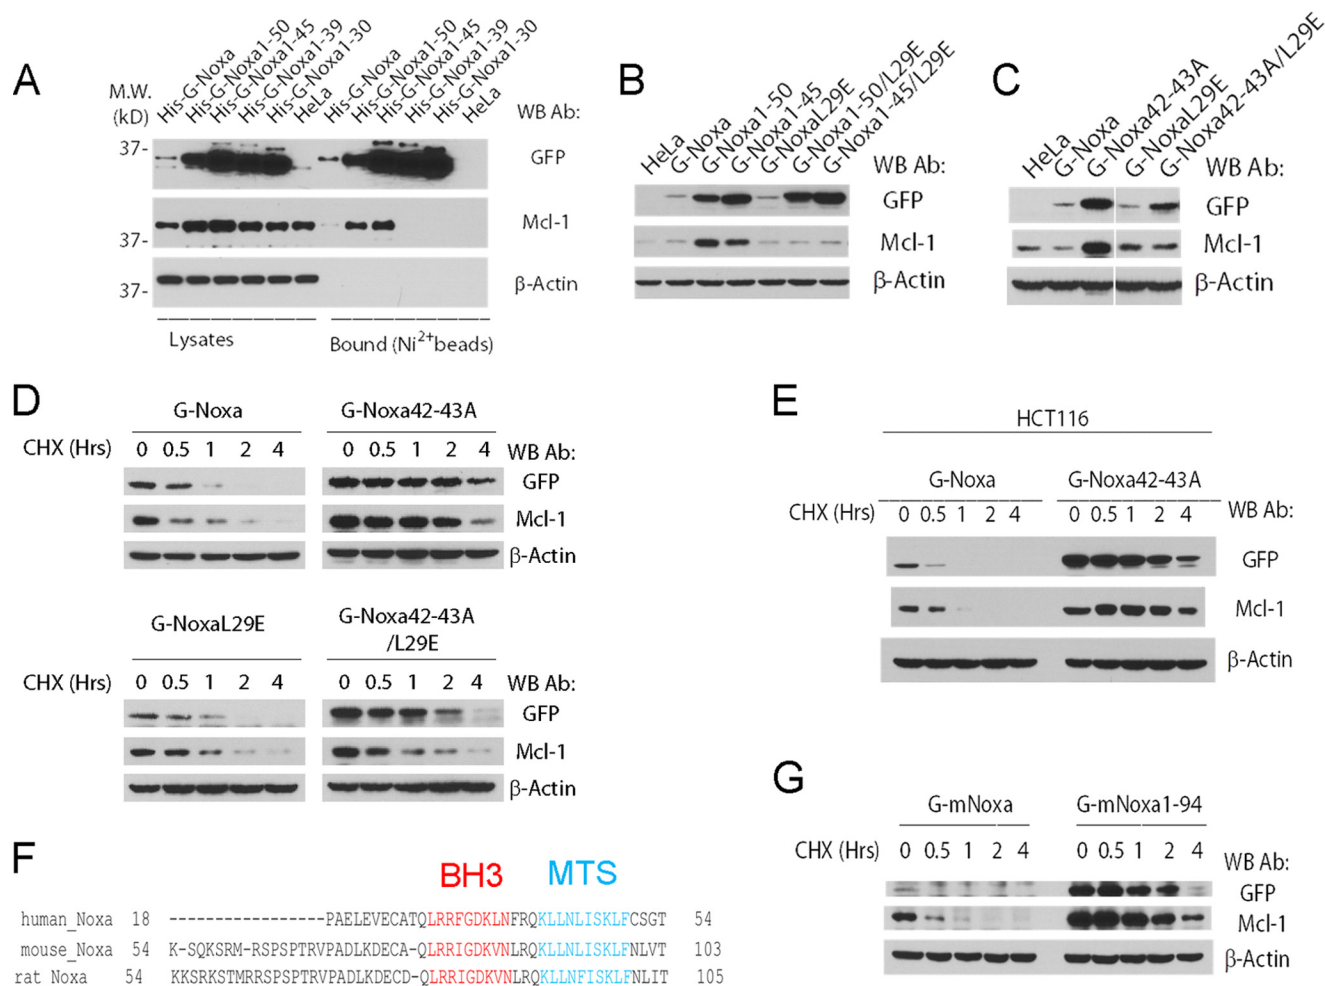 A
M.W.
(kD)
His-G-Noxa
His-G-Noxa1-50
His-G-Noxa1-45
His-G-Noxa1-39
His-G-Noxa1-30
HeLa
His-G-Noxa
His-G-Noxa1-50
His-G-Noxa1-45
His-G-Noxa1-39
His-G-Noxa1-30
HeLa
WB Ab:
37-
GFP
Mcl-1
37-
37-
β-Actin
Lysates
Bound (Ni2+beads)
B
HeLa
G-Noxa
G-Noxa1-50
G-Noxa1-45
G-NoxaL29E
G-Noxa1-50/L29E
G-Noxa1-45/L29E
WB Ab:
GFP
Mcl-1
β-Actin
C
HeLa
G-Noxa
G-Noxa42-43A
G-NoxaL29E
G-Noxa42-43A/L29E
WB Ab:
GFP
Mcl-1
β-Actin
D
G-Noxa G-Noxa42-43A
CHX (Hrs) 0 0.5 1 2 4 0 0.5 1 2 4 WB Ab:
GFP
Mcl-1
β-Actin
G-NoxaL29E G-Noxa42-43A
/L29E
CHX (Hrs) 0 0.5 1 2 4 0 0.5 1 2 4 WB Ab:
GFP
Mcl-1
β-Actin
E
HCT116
G-Noxa G-Noxa42-43A
CHX (Hrs) 0 0.5 1 2 4 0 0.5 1 2 4 WB Ab:
GFP
Mcl-1
β-Actin
F
BH3 MTS
human_Noxa 18 ----------------PAELEVECATQLRRFGDKLNFRQKLLNLISKLFCSGT 54
mouse_Noxa 54 K-SQKSRM-RSPSPTRVPADLKDECA-QLRRIGDKVNLRQKLLNLISKLFNLVT 103
rat Noxa 54 KKSRKSTMRRSPSPTRVPADLKDECD-QLRRIGDKVNLRQKLLNFISKLFNLIT 105
G
G-mNoxa G-mNoxa1-94
CHX (Hrs) 0 0.5 1 2 4 0 0.5 1 2 4 WB Ab:
GFP
Mcl-1
β-Actin